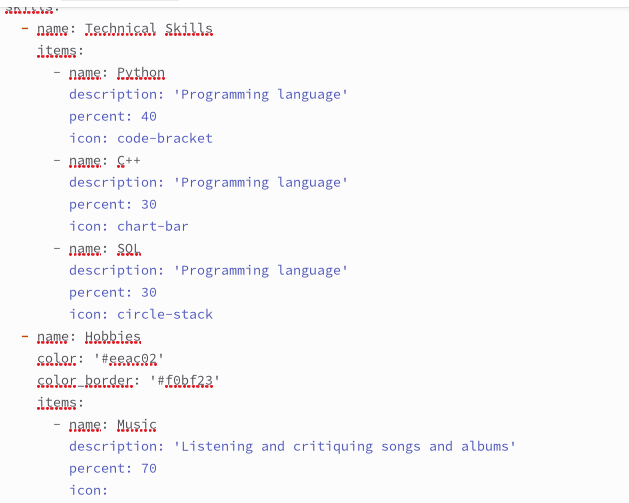 skills:
- name: Technical Skills
items:
- name: Python
description: 'Programming language'
percent: 40
icon: code-bracket
- name: C++
description: 'Programming language'
percent: 30
icon: chart-bar
- name: SQL
description: 'Programming language'
percent: 30
icon: circle-stack
- name: Hobbies
color: '#eeac02'
color_border: '#f0bf23'
items:
- name: Music
description: 'Listening and critiquing songs and albums'
percent: 70
icon: